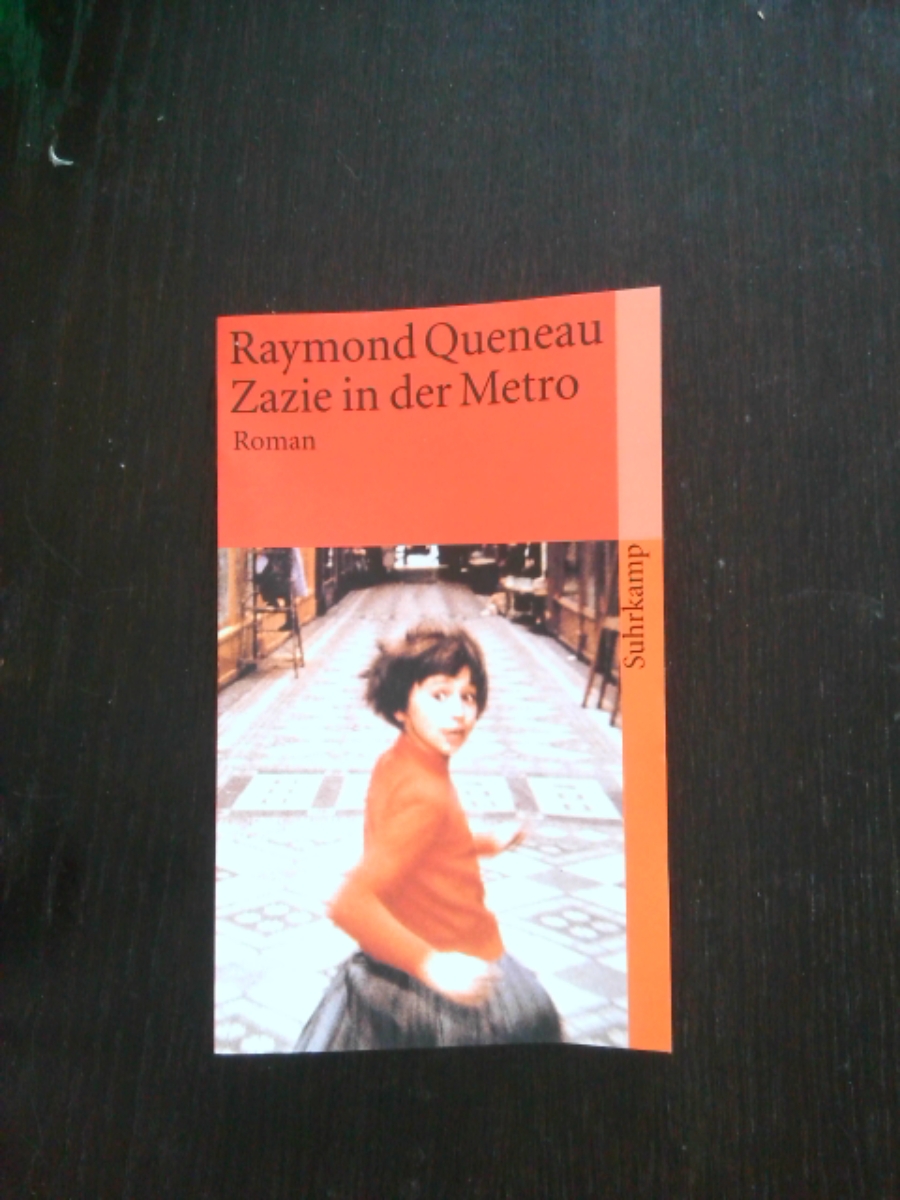 Raymond Queneau
Zazie in der Metro
Roman
Suhrkamp